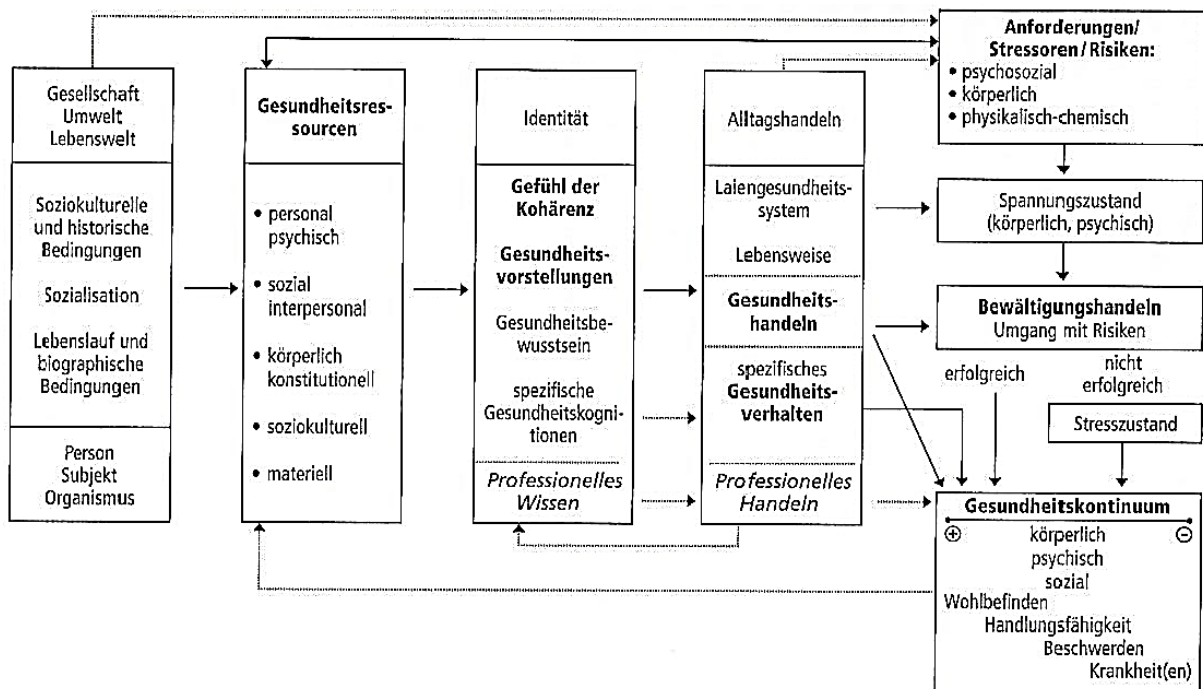 Gesellschaft
Umwelt
Lebenswelt
Soziokulturelle
und historische
Bedingungen
Sozialisation
Lebenslauf und
biographische
Bedingungen
Person
Subjekt
Organismus
Gesundheitsres-
sourcen
• personal
psychisch
• sozial
interpersonal
• körperlich
konstitutionell
• soziokulturell
• materiell
Identität
Gefühl der
Kohärenz
Gesundheits-
vorstellungen
Gesundheitsbe-
wusstsein
spezifische
Gesundheitskogni-
tionen
Professionelles
Wissen
Alltagshandeln
Laiengesundheits-
system
Lebensweise
Gesundheits-
handeln
spezifisches
Gesundheits-
verhalten
Professionelles
Handeln
Anforderungen/
Stressoren/Risiken:
• psychosozial
• körperlich
• physikalisch-chemisch
Spannungszustand
(körperlich, psychisch)
Bewältigungshandeln
Umgang mit Risiken
erfolgreich
nicht
erfolgreich
Stresszustand
Gesundheitskontinuum
⊕ körperlich ⊖
psychisch
sozial
Wohlbefinden
Handlungsfähigkeit
Beschwerden
Krankheit(en)